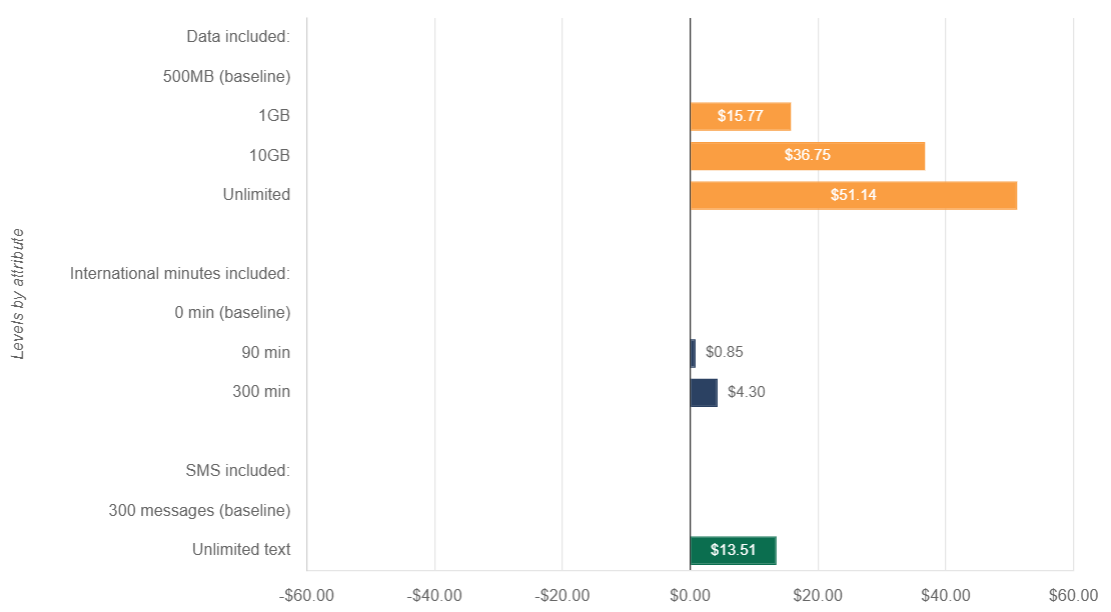 Levels by attribute
Data included:
500MB (baseline)
1GB $15.77
10GB $36.75
Unlimited $51.14
International minutes included:
0 min (baseline)
90 min $0.85
300 min $4.30
SMS included:
300 messages (baseline)
Unlimited text $13.51
-$60.00 -$40.00 -$20.00 $0.00 $20.00 $40.00 $60.00